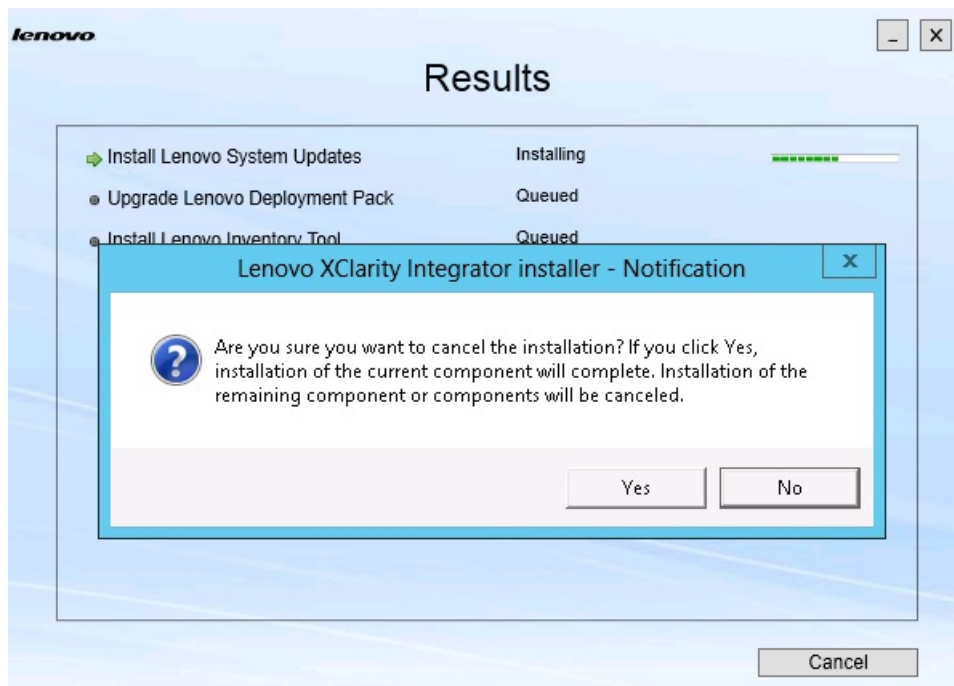 lenovo
Results
Install Lenovo System Updates Installing
Upgrade Lenovo Deployment Pack Queued
Install Lenovo Inventory Tool Queued
Lenovo XClarity Integrator installer - Notification
Are you sure you want to cancel the installation? If you click Yes,
installation of the current component will complete. Installation of the
remaining component or components will be canceled.
Yes No
Cancel